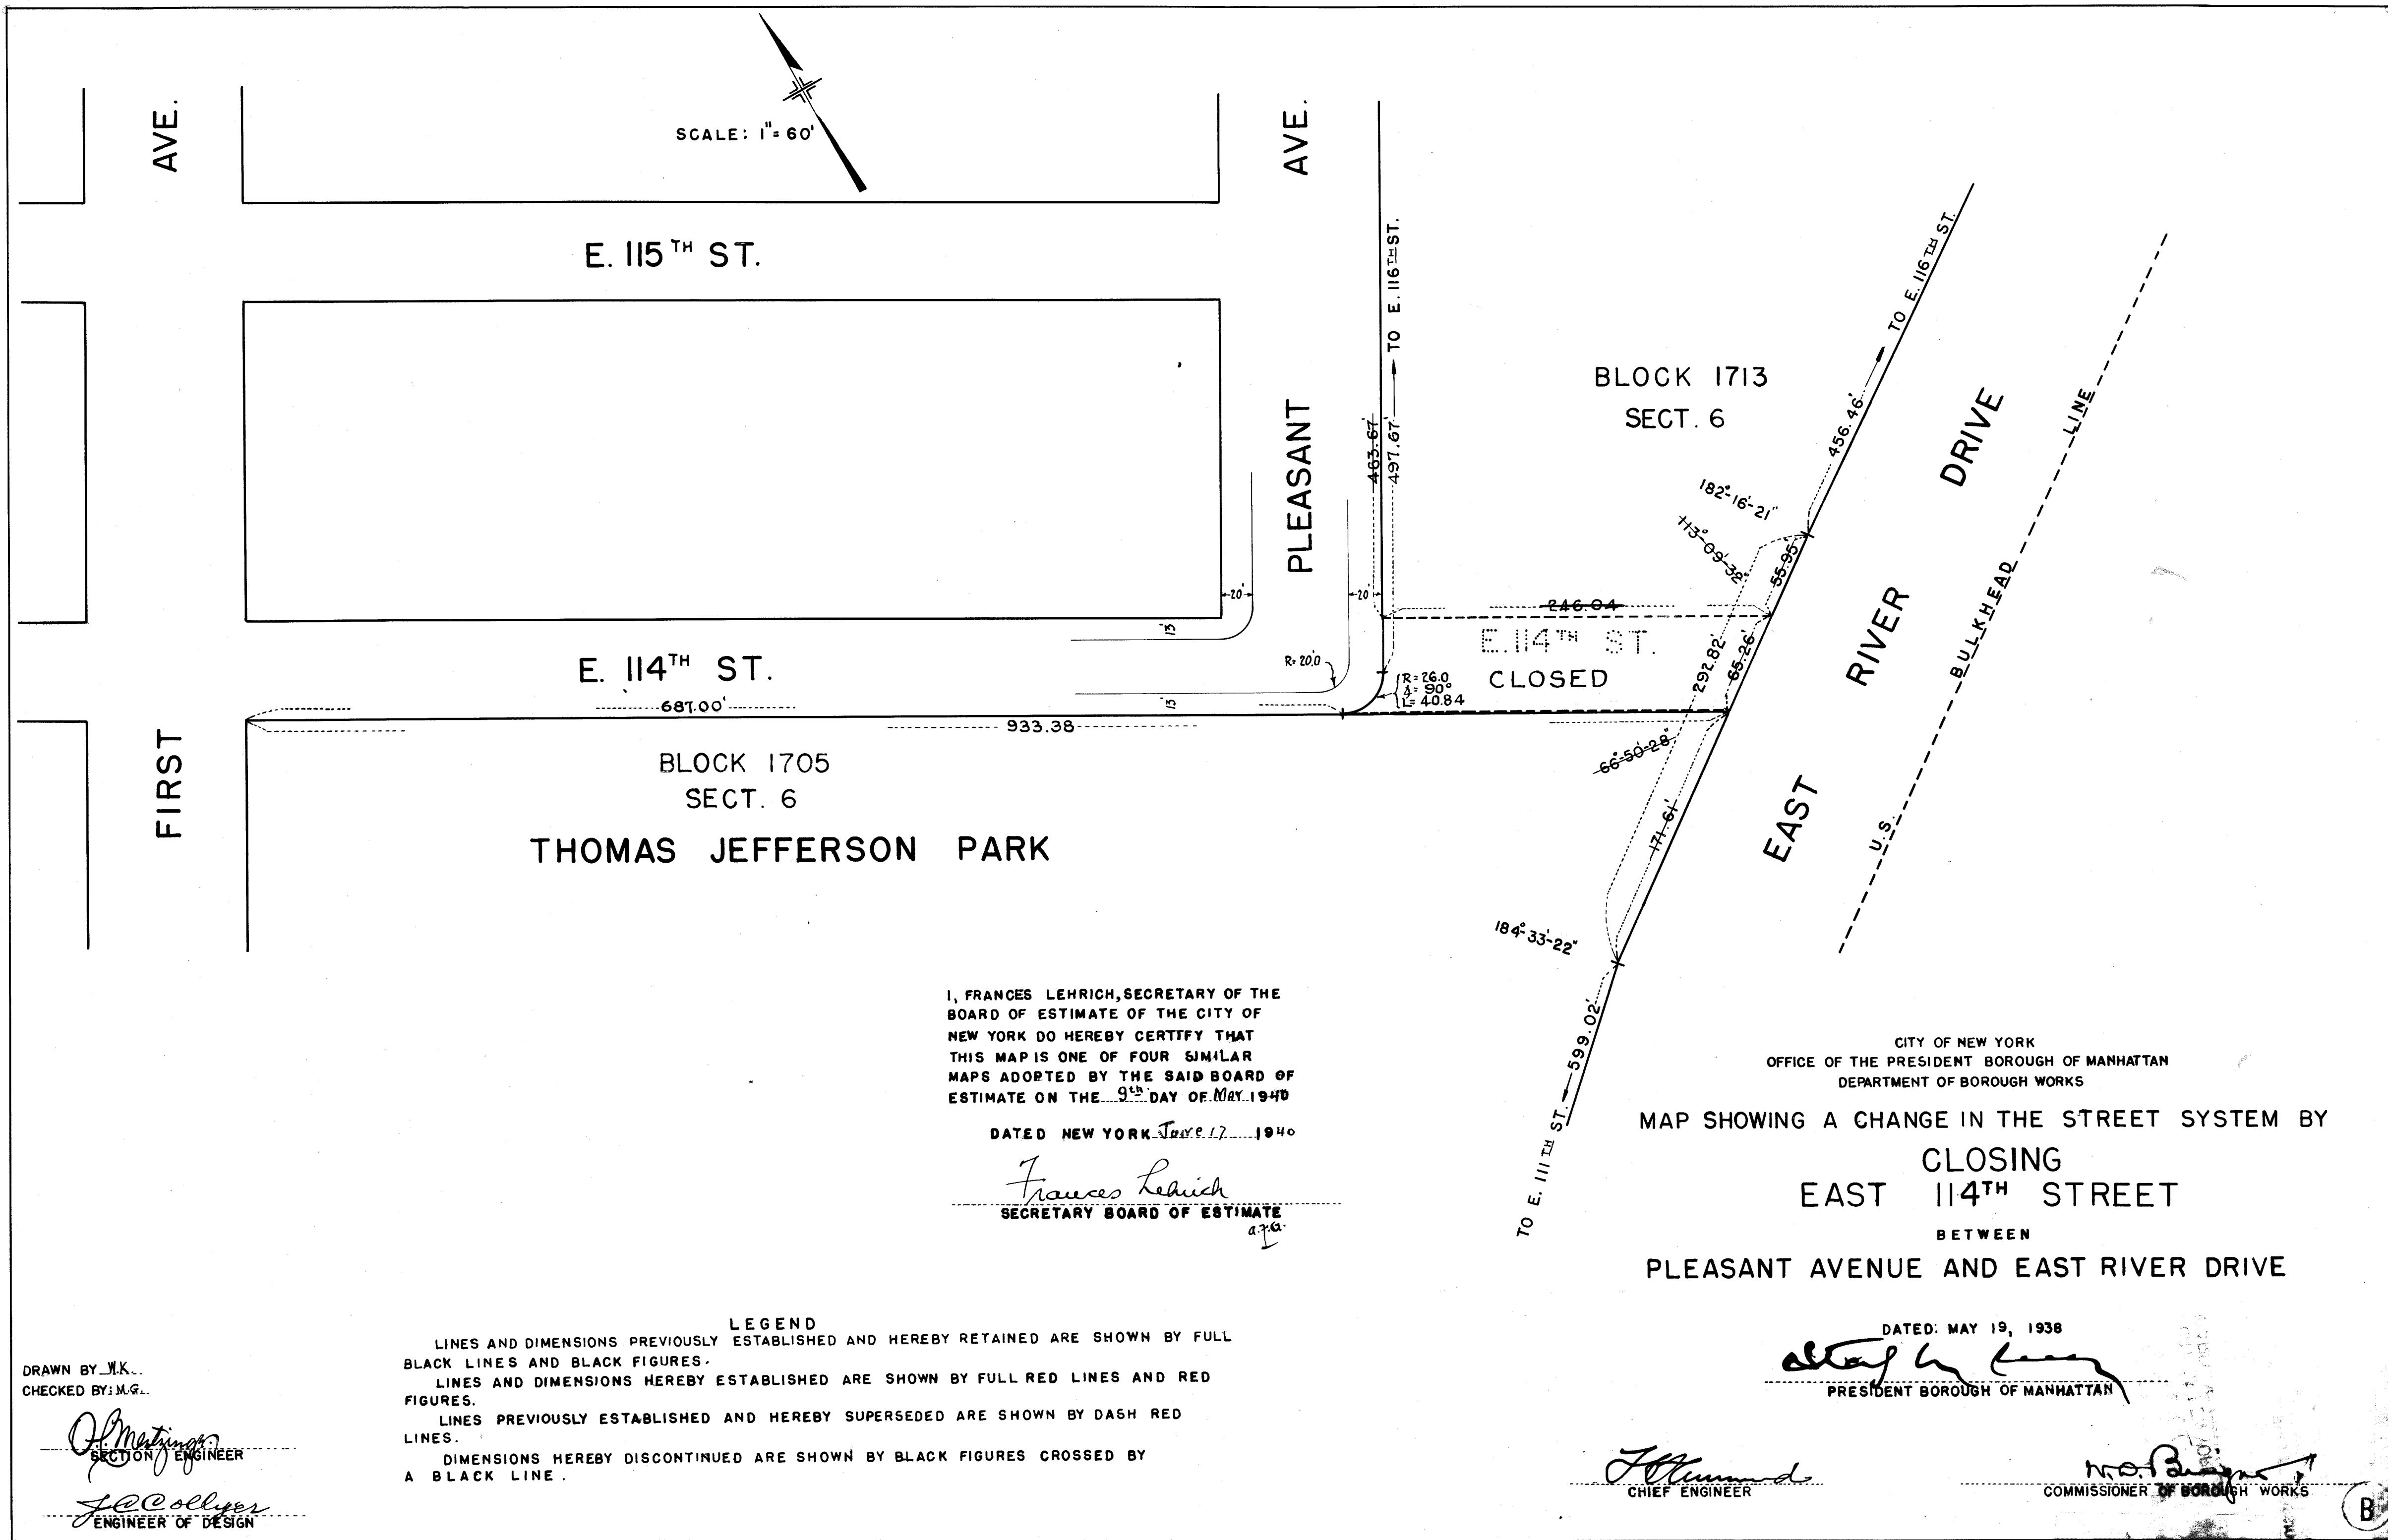 AVE.
SCALE: 1"=60'
AVE.
E. 115TH ST.
TO E. 116TH ST.
TO E. 116TH ST.
BLOCK 1713
SECT. 6
PLEASANT
463.67'
497.67'
456.46'
DRIVE
LINE
182°-16'-21"
113°-09'-32"
55.95'
20'
20'
246.04
BULKHEAD
RIVER
13'
E. 114TH ST.
CLOSED
E. 114TH ST.
R=20.0'
R=26.0
∆=90°
L=40.84
292.82'
65.26'
687.00'
13'
933.38
66°-50'-28"
FIRST
BLOCK 1705
SECT. 6
THOMAS JEFFERSON PARK
171.61'
EAST
U.S.
184°-33'-22"
599.02'
TO E. 111TH ST.
I, FRANCES LEHRICH, SECRETARY OF THE
BOARD OF ESTIMATE OF THE CITY OF
NEW YORK DO HEREBY CERTIFY THAT
THIS MAP IS ONE OF FOUR SIMILAR
MAPS ADOPTED BY THE SAID BOARD OF
ESTIMATE ON THE 9th DAY OF MAY 1940
DATED NEW YORK June 17 1940
Frances Lehrich
SECRETARY BOARD OF ESTIMATE
a.f.G.
CITY OF NEW YORK
OFFICE OF THE PRESIDENT BOROUGH OF MANHATTAN
DEPARTMENT OF BOROUGH WORKS
MAP SHOWING A CHANGE IN THE STREET SYSTEM BY
CLOSING
EAST 114TH STREET
BETWEEN
PLEASANT AVENUE AND EAST RIVER DRIVE
DATED: MAY 19, 1938
PRESIDENT BOROUGH OF MANHATTAN
LEGEND
LINES AND DIMENSIONS PREVIOUSLY ESTABLISHED AND HEREBY RETAINED ARE SHOWN BY FULL
BLACK LINES AND BLACK FIGURES.
LINES AND DIMENSIONS HEREBY ESTABLISHED ARE SHOWN BY FULL RED LINES AND RED
FIGURES.
LINES PREVIOUSLY ESTABLISHED AND HEREBY SUPERSEDED ARE SHOWN BY DASH RED
LINES.
DIMENSIONS HEREBY DISCONTINUED ARE SHOWN BY BLACK FIGURES CROSSED BY
A BLACK LINE.
DRAWN BY W.K.
CHECKED BY: M.G.
SECTION ENGINEER
J C Collyer
ENGINEER OF DESIGN
CHIEF ENGINEER
COMMISSIONER OF BOROUGH WORKS
B